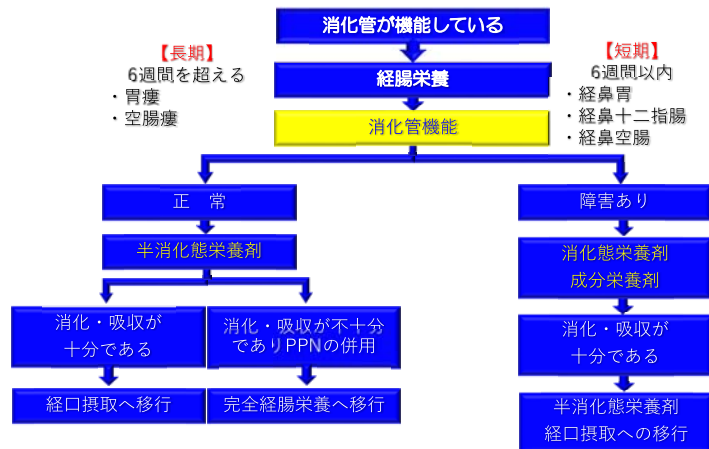 消化管が機能している
【長期】
6週間を超える
・胃瘻
・空腸瘻
経腸栄養
【短期】
6週間以内
・経鼻胃
・経鼻十二指腸
・経鼻空腸
消化管機能
正　常
障害あり
半消化態栄養剤
消化態栄養剤
成分栄養剤
消化・吸収が
十分である
消化・吸収が不十分
でありPPNの併用
消化・吸収が
十分である
経口摂取へ移行
完全経腸栄養へ移行
半消化態栄養剤
経口摂取への移行